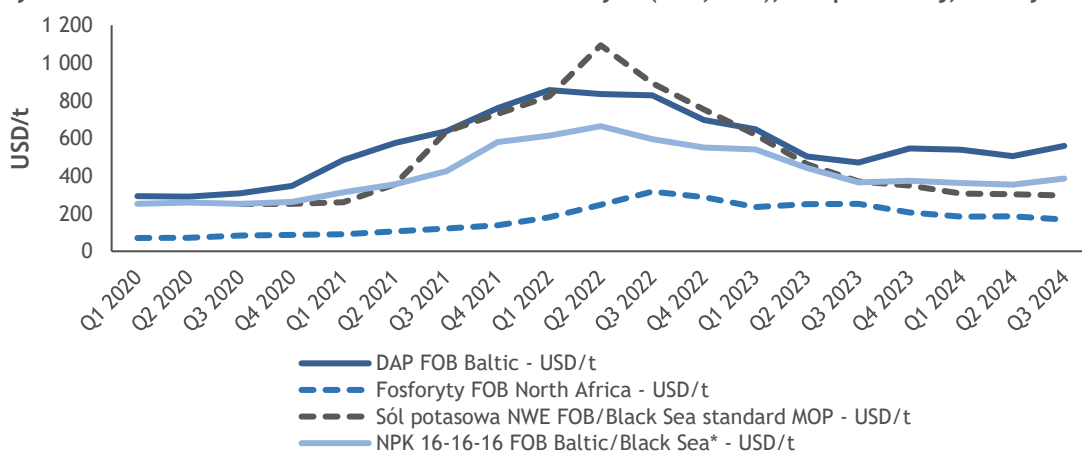 1 200
1 000
800
600
400
200
0
USD/t
Q1 2020
Q2 2020
Q3 2020
Q4 2020
Q1 2021
Q2 2021
Q3 2021
Q4 2021
Q1 2022
Q2 2022
Q3 2022
Q4 2022
Q1 2023
Q2 2023
Q3 2023
Q4 2023
Q1 2024
Q2 2024
Q3 2024
DAP FOB Baltic - USD/t
Fosforyty FOB North Africa - USD/t
Sól potasowa NWE FOB/Black Sea standard MOP - USD/t
NPK 16-16-16 FOB Baltic/Black Sea* - USD/t